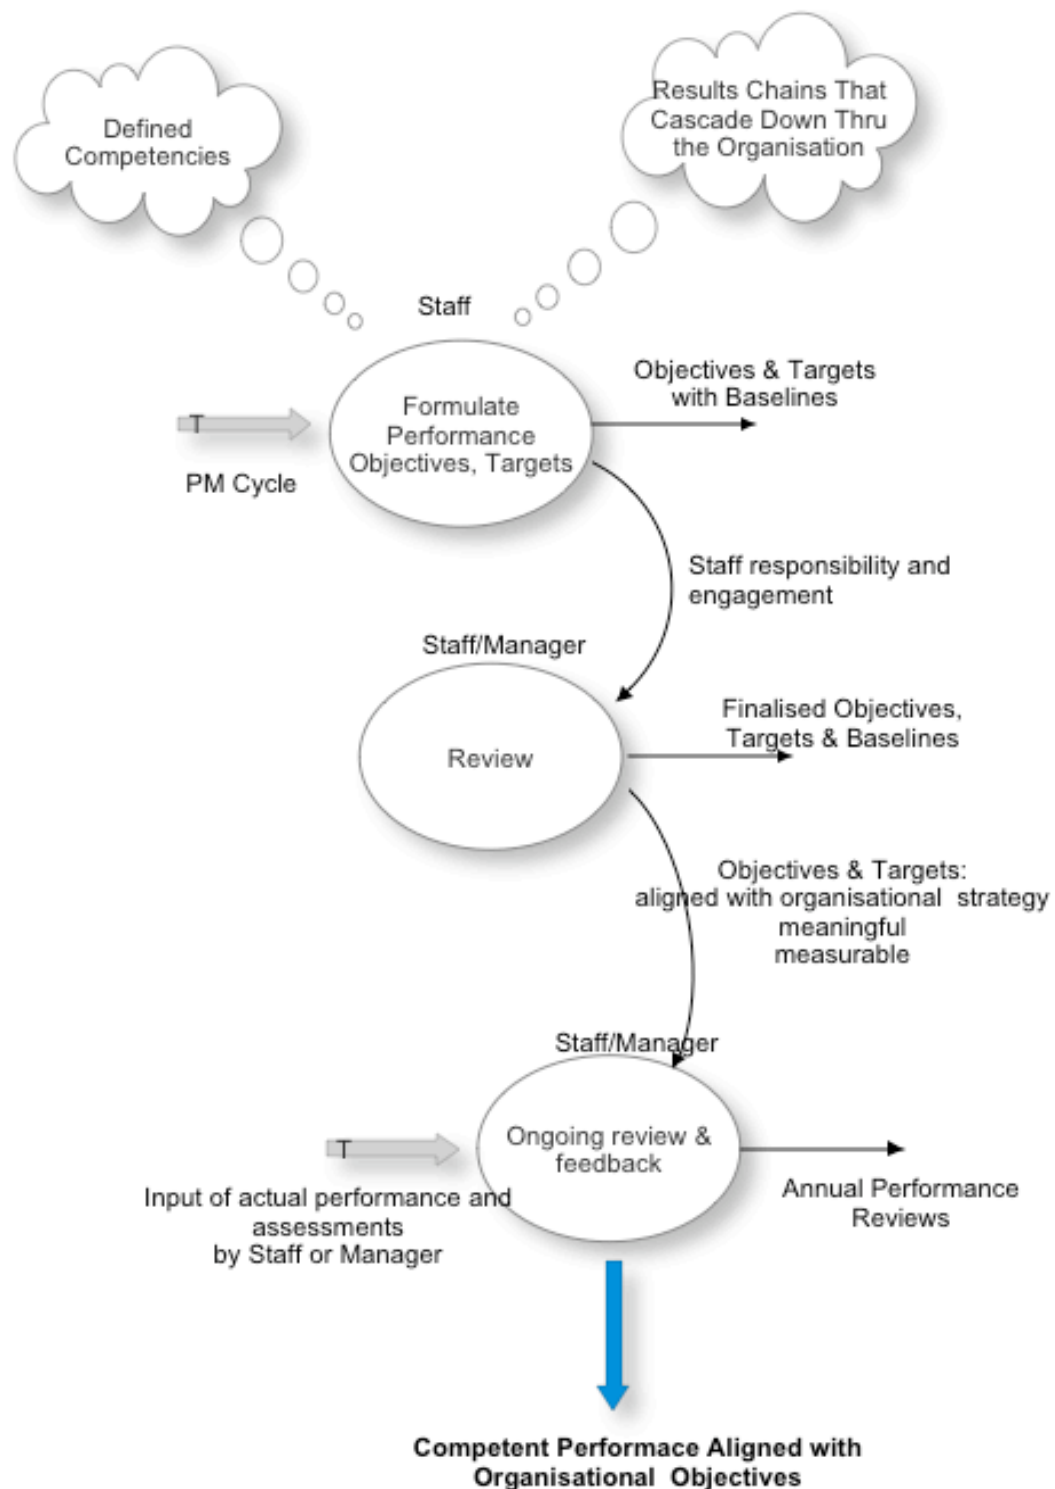 Defined
Competencies
Results Chains That
Cascade Down Thru
the Organisation
Staff
Formulate
Performance
Objectives, Targets
Objectives & Targets
with Baselines
T
PM Cycle
Staff responsibility and
engagement
Staff/Manager
Review
Finalised Objectives,
Targets & Baselines
Objectives & Targets:
aligned with organisational strategy
meaningful
measurable
Staff/Manager
Ongoing review &
feedback
T
Input of actual performance and
assessments
by Staff or Manager
Annual Performance
Reviews
Competent Performace Aligned with
Organisational Objectives